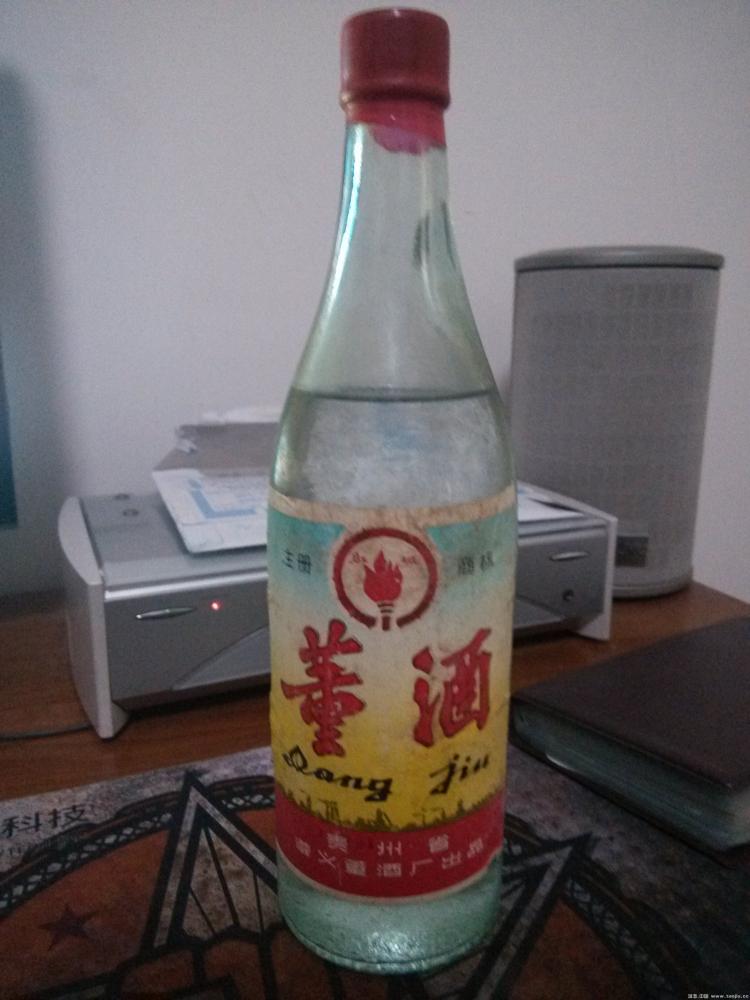 注册 商标
董酒
Dong Jiu
贵州省
遵义董酒厂出品
科技